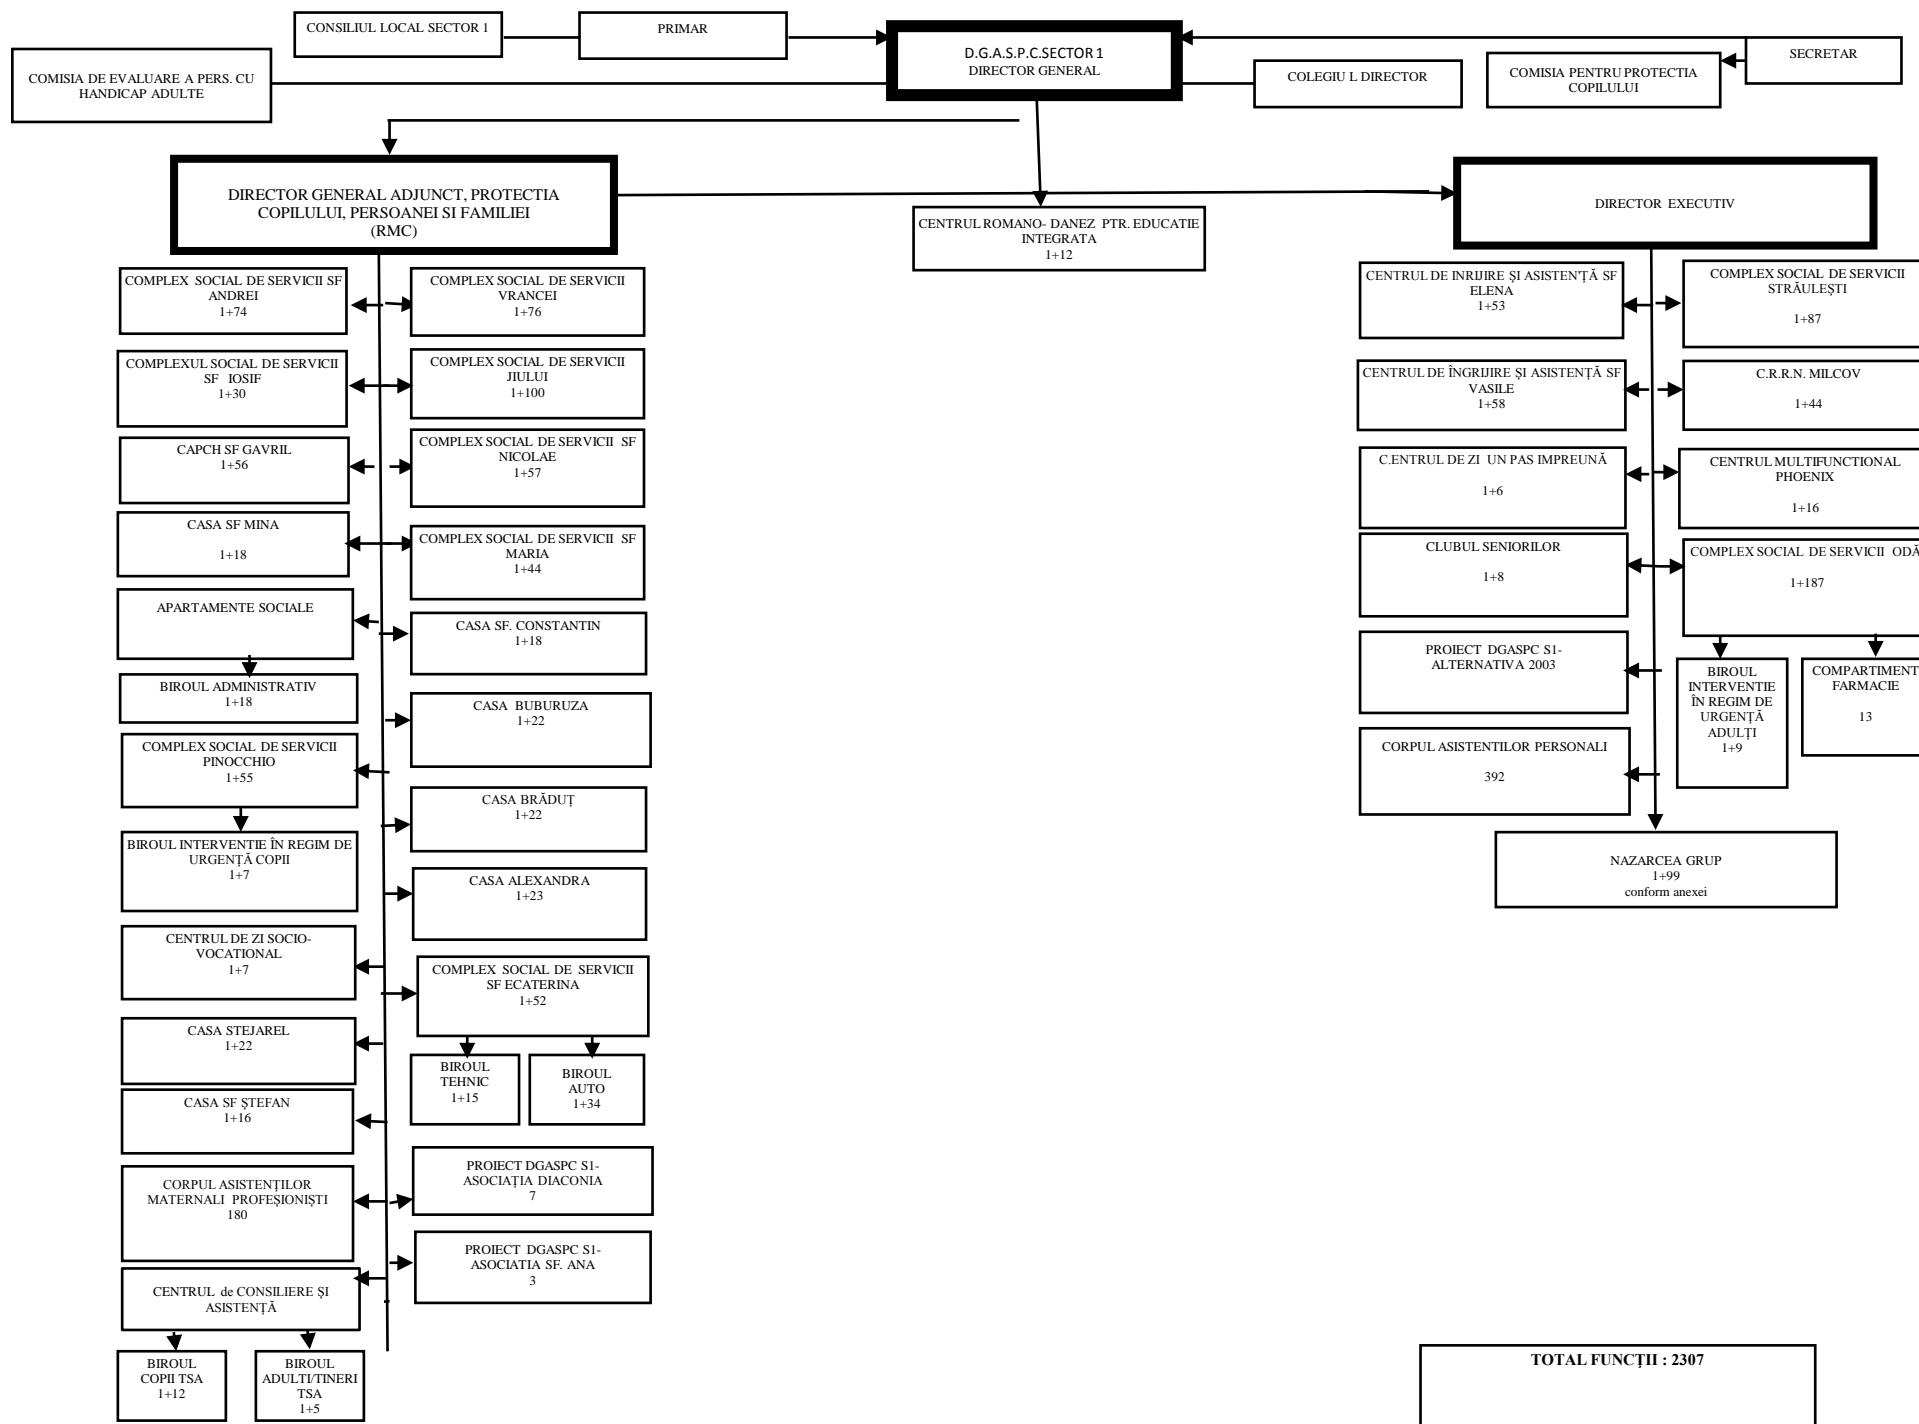 CONSILIUL LOCAL SECTOR 1
PRIMAR
D.G.A.S.P.C.SECTOR 1
DIRECTOR GENERAL
SECRETAR
COMISIA DE EVALUARE A PERS. CU
HANDICAP ADULTE
COLEGIU L DIRECTOR
COMISIA PENTRU PROTECTIA
COPILULUI
DIRECTOR GENERAL ADJUNCT, PROTECTIA
COPILULUI, PERSOANEI SI FAMILIEI
(RMC)
CENTRUL ROMANO- DANEZ PTR. EDUCATIE
INTEGRATA
1+12
DIRECTOR EXECUTIV
COMPLEX SOCIAL DE SERVICII SF
ANDREI
1+74
COMPLEX SOCIAL DE SERVICII
VRANCEI
1+76
COMPLEXUL SOCIAL DE SERVICII
SF IOSIF
1+30
COMPLEX SOCIAL DE SERVICII
JIULUI
1+100
CAPCH SF GAVRIL
1+56
COMPLEX SOCIAL DE SERVICII SF
NICOLAE
1+57
CASA SF MINA
1+18
COMPLEX SOCIAL DE SERVICII SF
MARIA
1+44
APARTAMENTE SOCIALE
CASA SF. CONSTANTIN
1+18
BIROUL ADMINISTRATIV
1+18
CASA BUBURUZA
1+22
COMPLEX SOCIAL DE SERVICII
PINOCCHIO
1+55
CASA BRĂDUȚ
1+22
BIROUL INTERVENTIE ÎN REGIM DE
URGENȚĂ COPII
1+7
CASA ALEXANDRA
1+23
CENTRUL DE ZI SOCIO-
VOCATIONAL
1+7
COMPLEX SOCIAL DE SERVICII
SF ECATERINA
1+52
CASA STEJAREL
1+22
BIROUL
TEHNIC
1+15
BIROUL
AUTO
1+34
CASA SF ŞTEFAN
1+16
CORPUL ASISTENȚILOR
MATERNALI PROFEȘIONIȘTI
180
PROIECT DGASPC S1-
ASOCIAȚIA DIACONIA
7
PROIECT DGASPC S1-
ASOCIATIA SF. ANA
3
CENTRUL de CONSILIERE ȘI
ASISTENȚĂ
BIROUL
COPII TSA
1+12
BIROUL
ADULTI/TINERI
TSA
1+5
CENTRUL DE INRIJIRE ȘI ASISTENȚĂ SF
ELENA
1+53
COMPLEX SOCIAL DE SERVICII
STRĂULEȘTI
1+87
CENTRUL DE ÎNGRIJIRE ȘI ASISTENȚĂ SF
VASILE
1+58
C.R.R.N. MILCOV
1+44
C.ENTRUL DE ZI UN PAS IMPREUNĂ
1+6
CENTRUL MULTIFUNCTIONAL
PHOENIX
1+16
CLUBUL SENIORILOR
1+8
COMPLEX SOCIAL DE SERVICII ODĂ
1+187
PROIECT DGASPC S1-
ALTERNATIVA 2003
BIROUL
INTERVENTIE
ÎN REGIM DE
URGENȚĂ
ADULȚI
1+9
COMPARTIMENT
FARMACIE
13
CORPUL ASISTENTILOR PERSONALI
392
NAZARCEA GRUP
1+99
conform anexei
TOTAL FUNCȚII : 2307